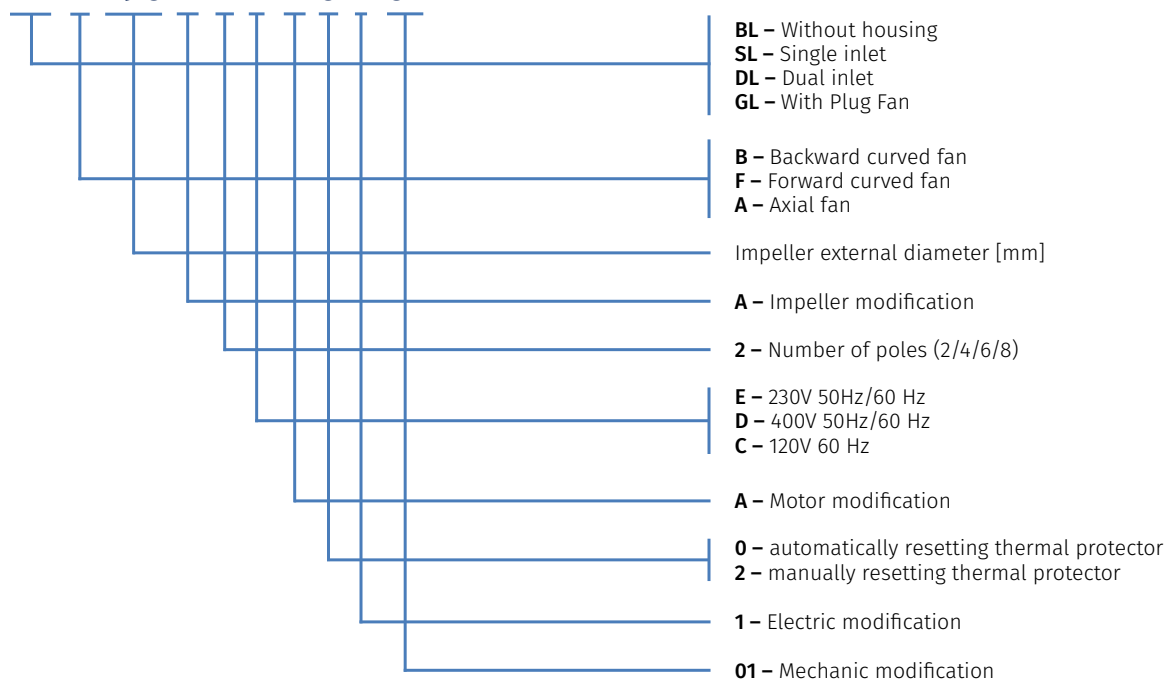 BL – Without housing
SL – Single inlet
DL – Dual inlet
GL – With Plug Fan
B – Backward curved fan
F – Forward curved fan
A – Axial fan
Impeller external diameter [mm]
A – Impeller modification
2 – Number of poles (2/4/6/8)
E – 230V 50Hz/60 Hz
D – 400V 50Hz/60 Hz
C – 120V 60 Hz
A – Motor modification
0 – automatically resetting thermal protector
2 – manually resetting thermal protector
1 – Electric modification
01 – Mechanic modification